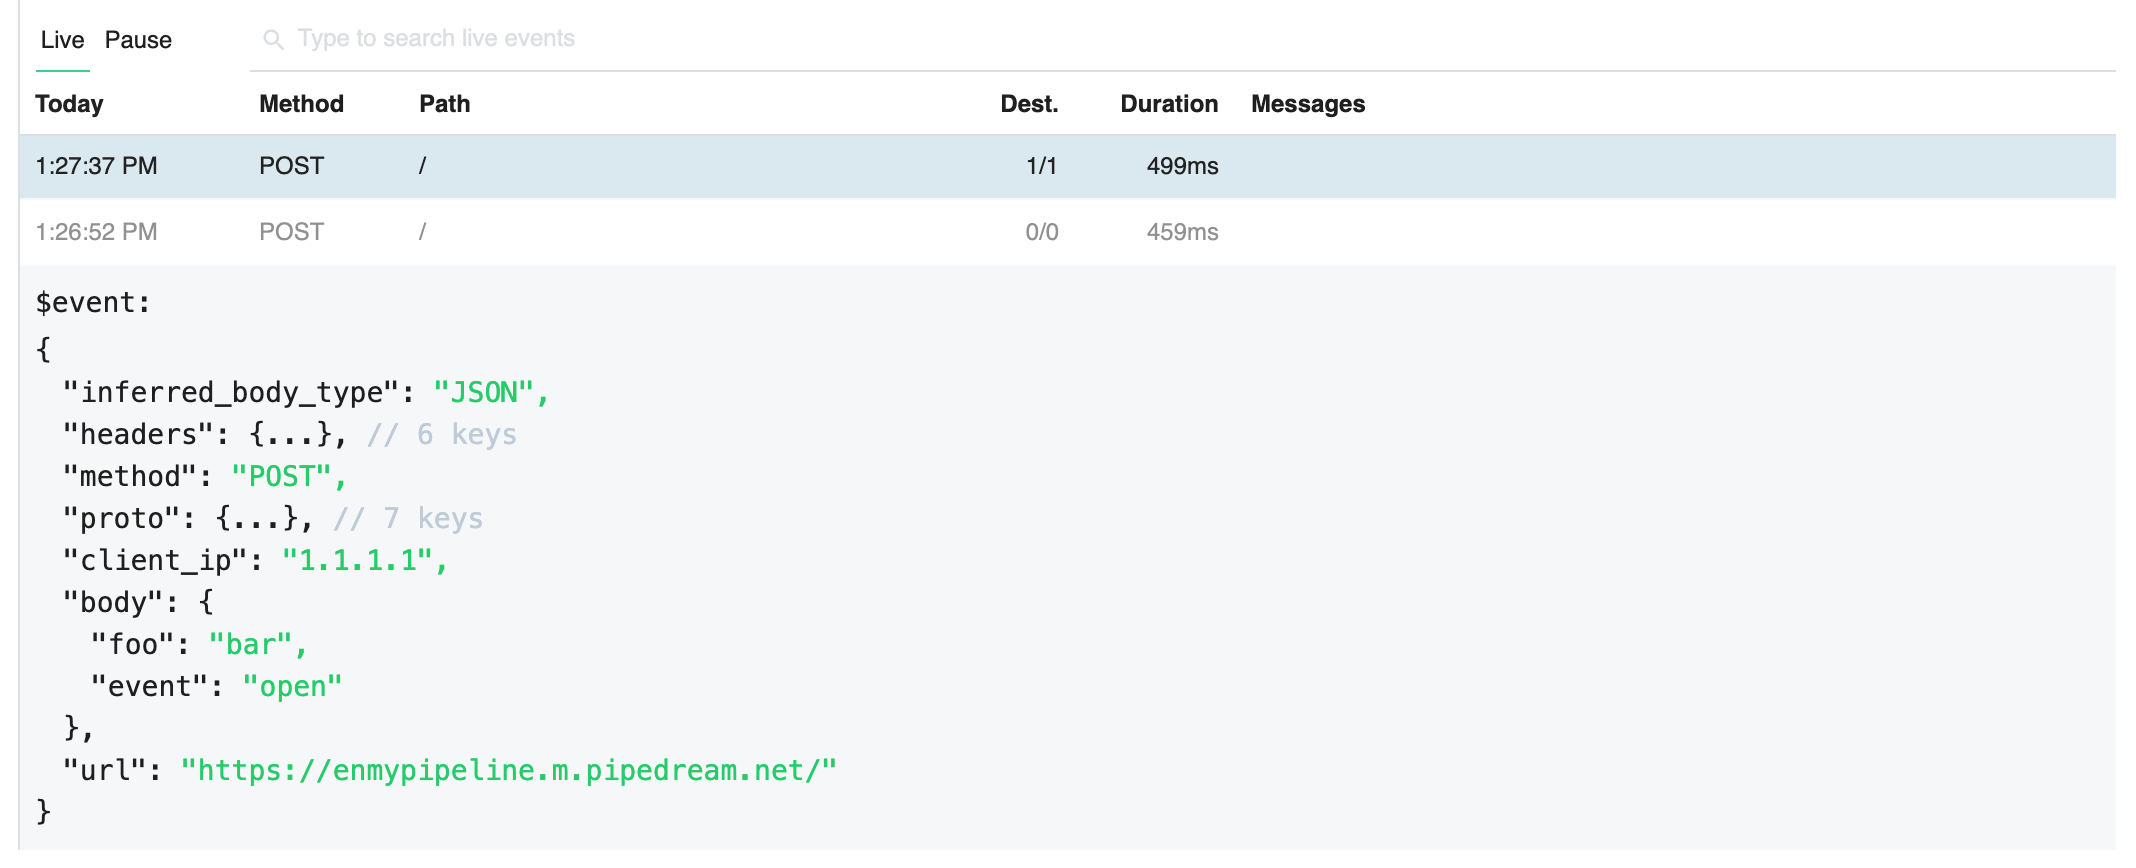 Live Pause Type to search live events
Today Method Path Dest. Duration Messages
1:27:37 PM POST / 1/1 499ms
1:26:52 PM POST / 0/0 459ms
$event:
{
"inferred_body_type": "JSON",
"headers": {...}, // 6 keys
"method": "POST",
"proto": {...}, // 7 keys
"client_ip": "1.1.1.1",
"body": {
"foo": "bar",
"event": "open"
},
"url": "https://enmypipeline.m.pipedream.net/"
}